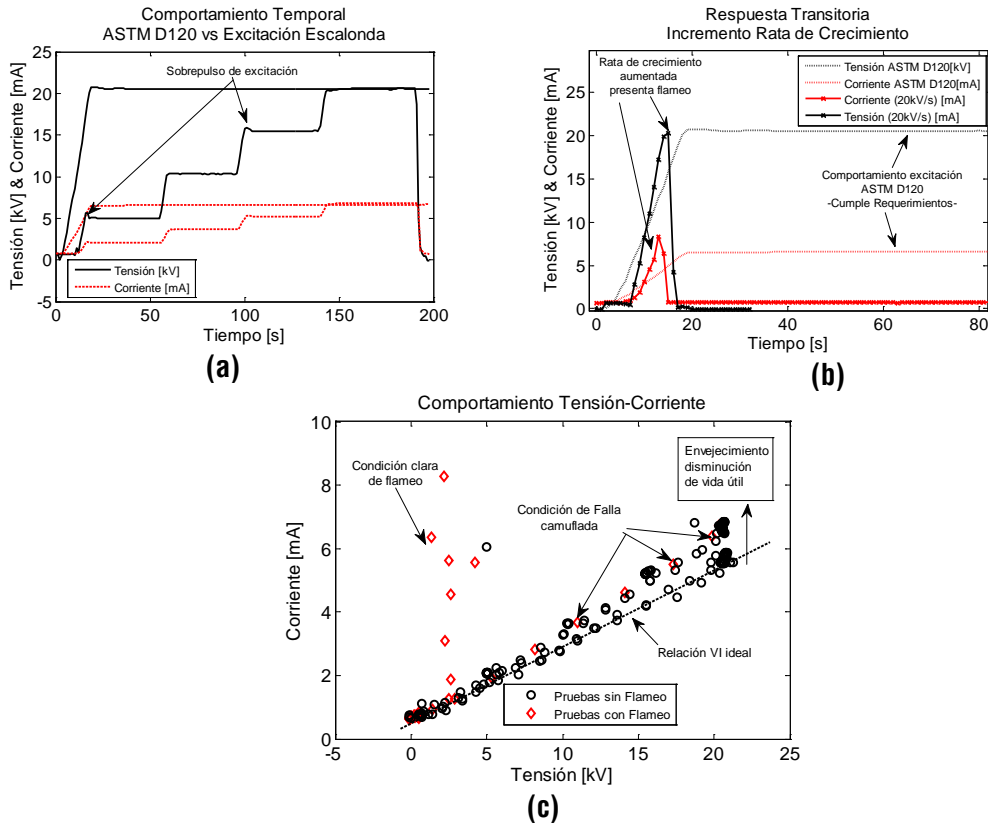 Comportamiento Temporal
ASTM D120 vs Excitación Escalonda
Tensión [kV] & Corriente [mA]
25
20
15
10
5
0
-5
Sobrepulso de excitación
Tensión [kV]
Corriente [mA]
0
50
100
150
200
Tiempo [s]
(a)
Respuesta Transitoria
Incremento Rata de Crecimiento
Tensión [kV] & Corriente [mA]
25
20
15
10
5
0
Rata de crecimiento
aumentada
presenta flameo
Tensión ASTM D120[kV]
Corriente ASTM D120[mA]
Corriente (20kV/s) [mA]
Tensión (20kV/s) [mA]
Comportamiento excitación
ASTM D120
-Cumple Requerimientos-
0
20
40
60
80
Tiempo [s]
(b)
Comportamiento Tensión-Corriente
Corriente [mA]
10
8
6
4
2
0
Condición clara
de flameo
Condición de Falla
camuflada
Envejecimiento
disminución
de vida útil
Relación VI ideal
Pruebas sin Flameo
Pruebas con Flameo
-5
0
5
10
15
20
25
Tensión [kV]
(c)